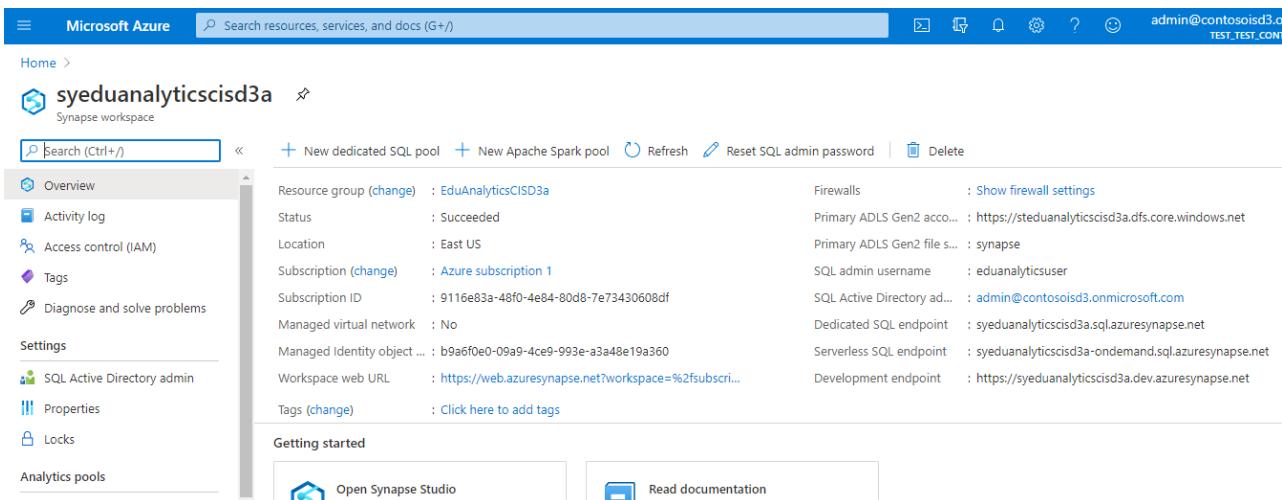 Microsoft Azure
Search resources, services, and docs (G+/)
admin@contosoisd3.o
TEST_TEST_CONT
Home >
syeduanalyticscisd3a
Synapse workspace
Search (Ctrl+/)
«
New dedicated SQL pool
New Apache Spark pool
Refresh
Reset SQL admin password
Delete
Overview
Activity log
Access control (IAM)
Tags
Diagnose and solve problems
Settings
SQL Active Directory admin
Properties
Locks
Analytics pools
Resource group (change) : EduAnalyticsCISD3a
Status : Succeeded
Location : East US
Subscription (change) : Azure subscription 1
Subscription ID : 9116e83a-48f0-4e84-80d8-7e73430608df
Managed virtual network : No
Managed Identity object ... : b9a6f0e0-09a9-4ce9-993e-a3a48e19a360
Workspace web URL : https://web.azuresynapse.net?workspace=%2fsubscri...
Tags (change) : Click here to add tags
Firewalls : Show firewall settings
Primary ADLS Gen2 acco... : https://steduanalyticscisd3a.dfs.core.windows.net
Primary ADLS Gen2 file s... : synapse
SQL admin username : eduanalyticsuser
SQL Active Directory ad... : admin@contosoisd3.onmicrosoft.com
Dedicated SQL endpoint : syeduanalyticscisd3a.sql.azuresynapse.net
Serverless SQL endpoint : syeduanalyticscisd3a-ondemand.sql.azuresynapse.net
Development endpoint : https://syeduanalyticscisd3a.dev.azuresynapse.net
Getting started
Open Synapse Studio
Read documentation